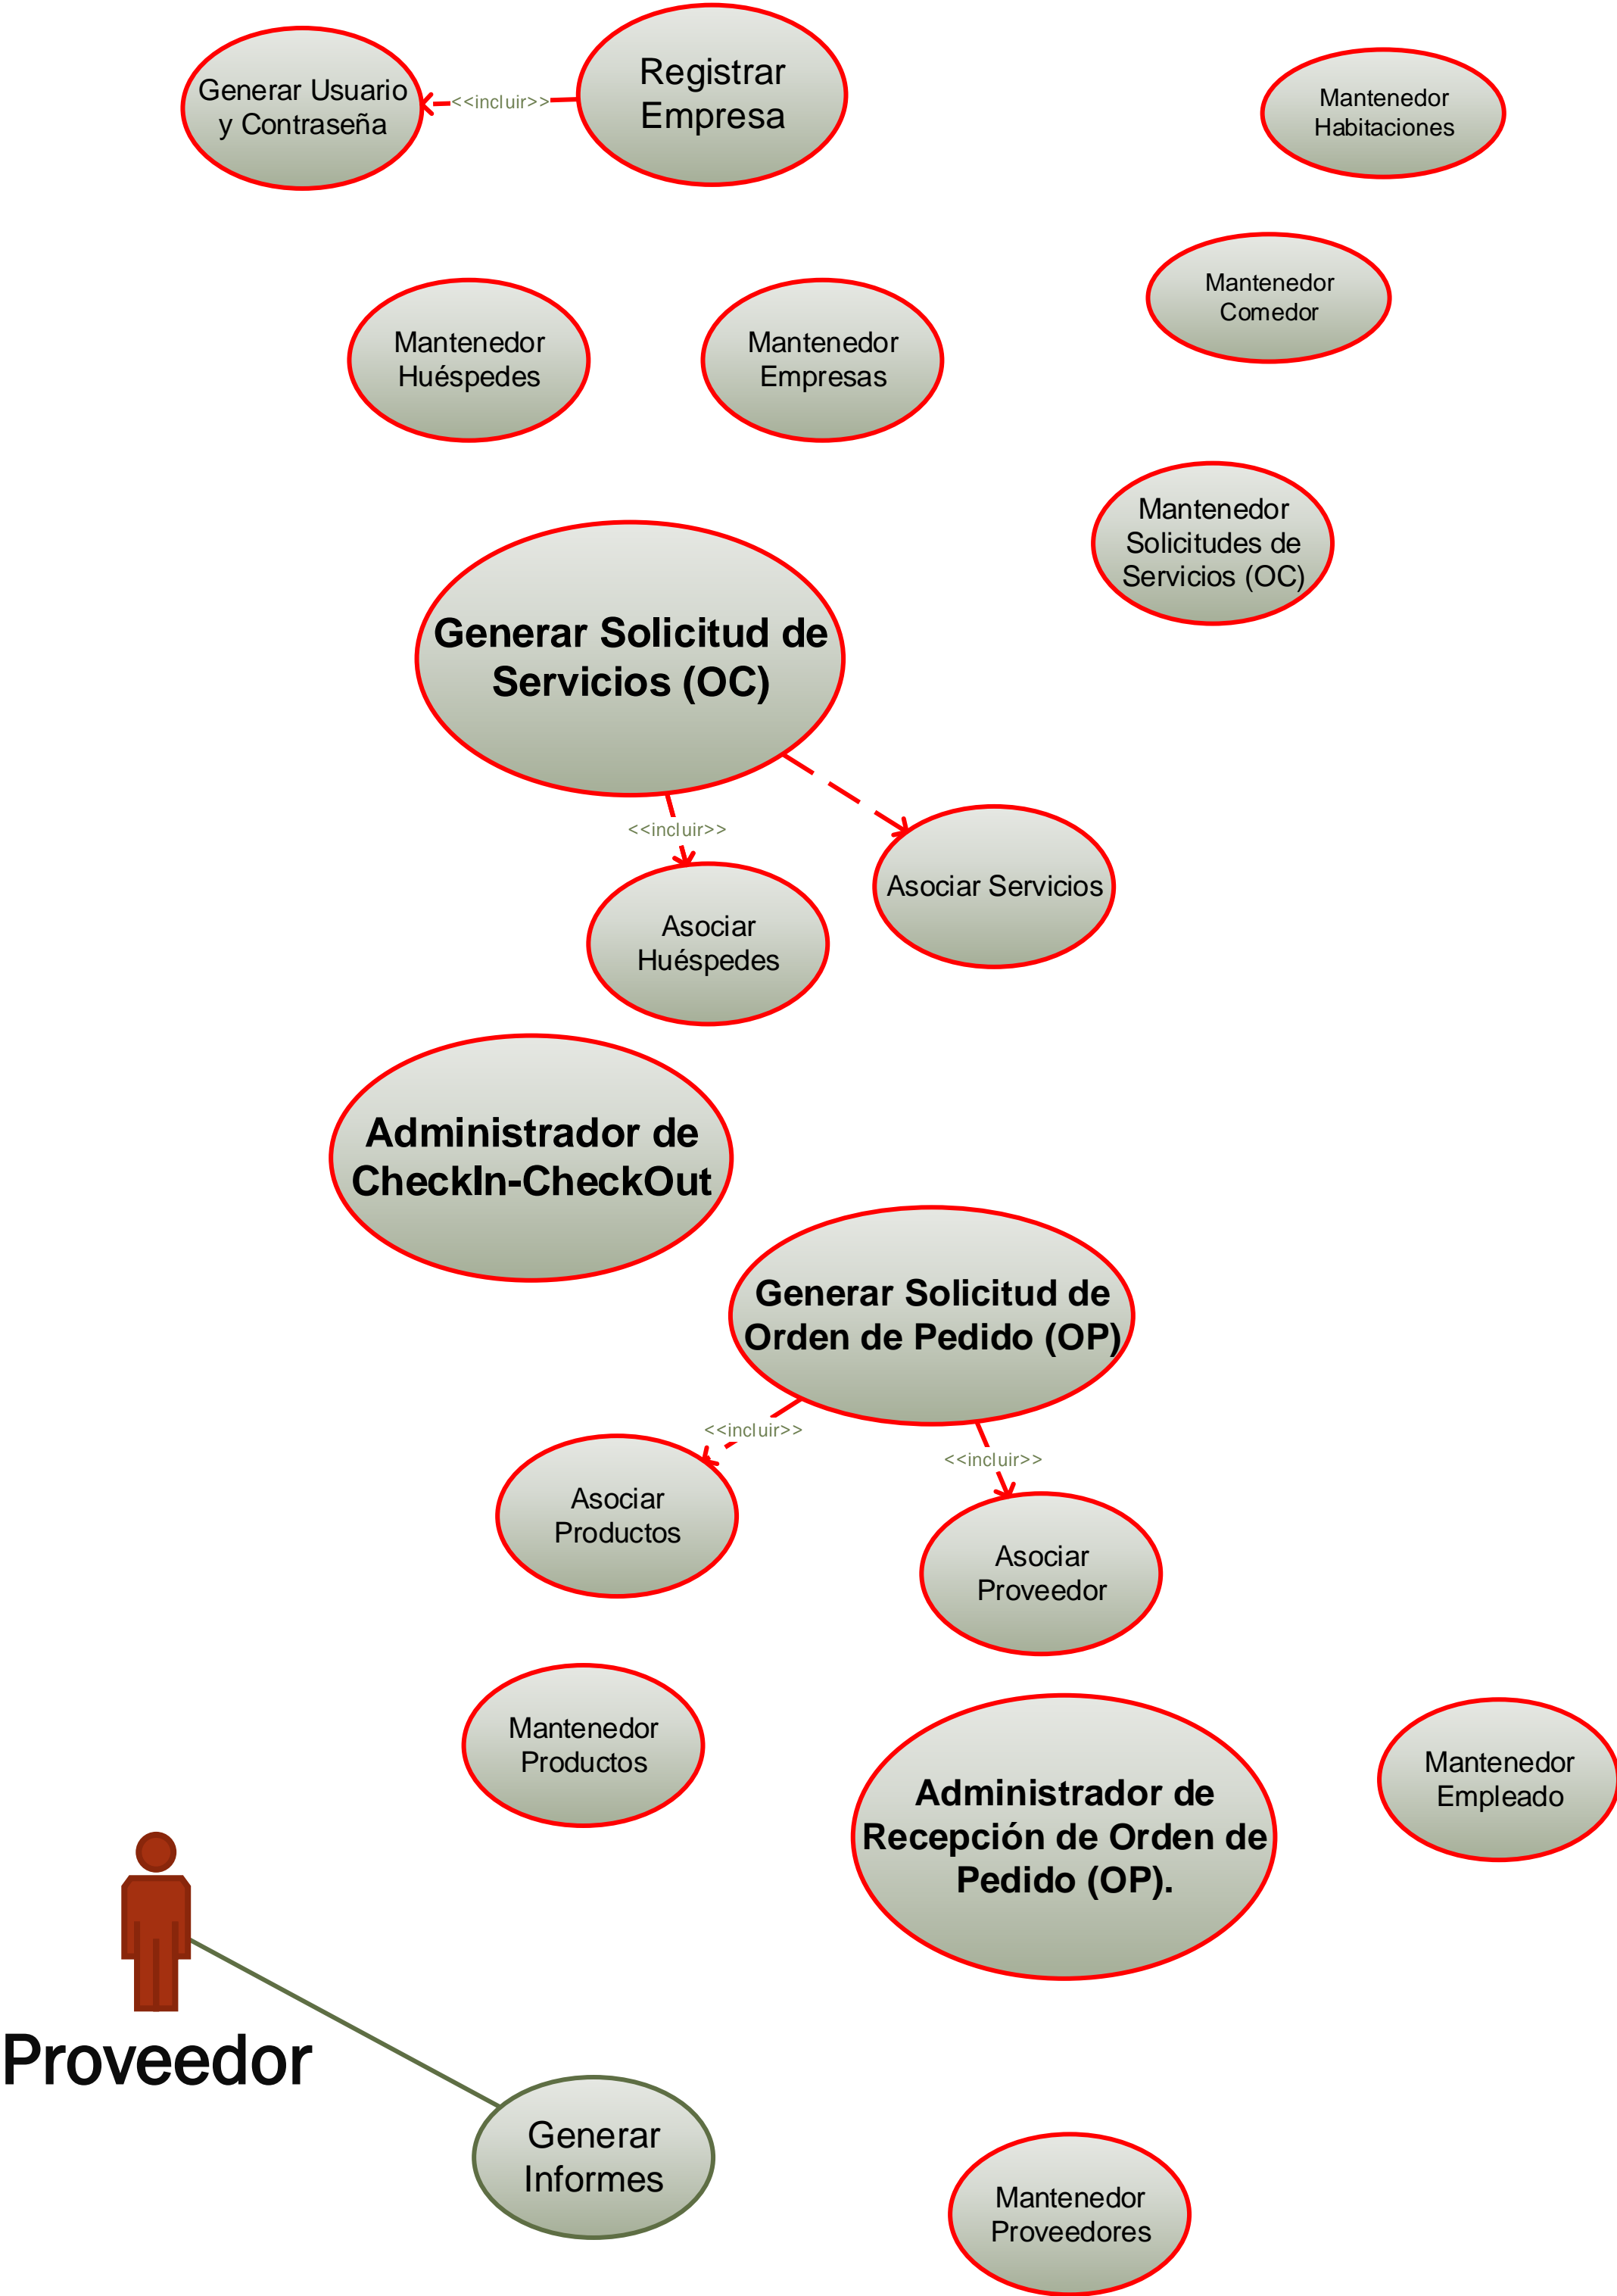 Generar Usuario
y Contraseña
<<incluir>>
Registrar
Empresa
Mantenedor
Habitaciones
Mantenedor
Comedor
Mantenedor
Huéspedes
Mantenedor
Empresas
Mantenedor
Solicitudes de
Servicios (OC)
Generar Solicitud de
Servicios (OC)
<<incluir>>
Asociar Servicios
Asociar
Huéspedes
Administrador de
CheckIn-CheckOut
Generar Solicitud de
Orden de Pedido (OP)
<<incluir>>
<<incluir>>
Asociar
Productos
Asociar
Proveedor
Mantenedor
Productos
Administrador de
Recepción de Orden de
Pedido (OP).
Mantenedor
Empleado
Proveedor
Generar
Informes
Mantenedor
Proveedores